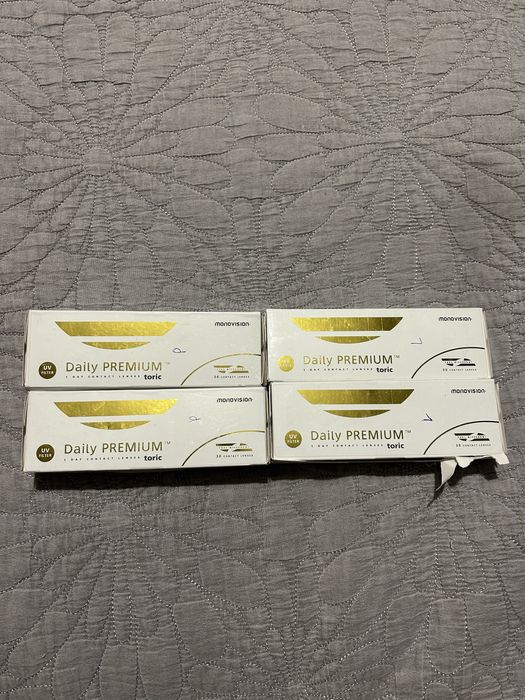 monovision
UV
FILTER
Daily PREMIUM™
1 DAY CONTACT LENSES toric
30 CONTACT LENSES
monovision
UV
FILTER
Daily PREMIUM™
1 DAY CONTACT LENSES toric
30 CONTACT LENSES
monovision
UV
FILTER
Daily PREMIUM™
1 DAY CONTACT LENSES toric
30 CONTACT LENSES
monovision
UV
FILTER
Daily PREMIUM™
1 DAY CONTACT LENSES toric
30 CONTACT LENSES